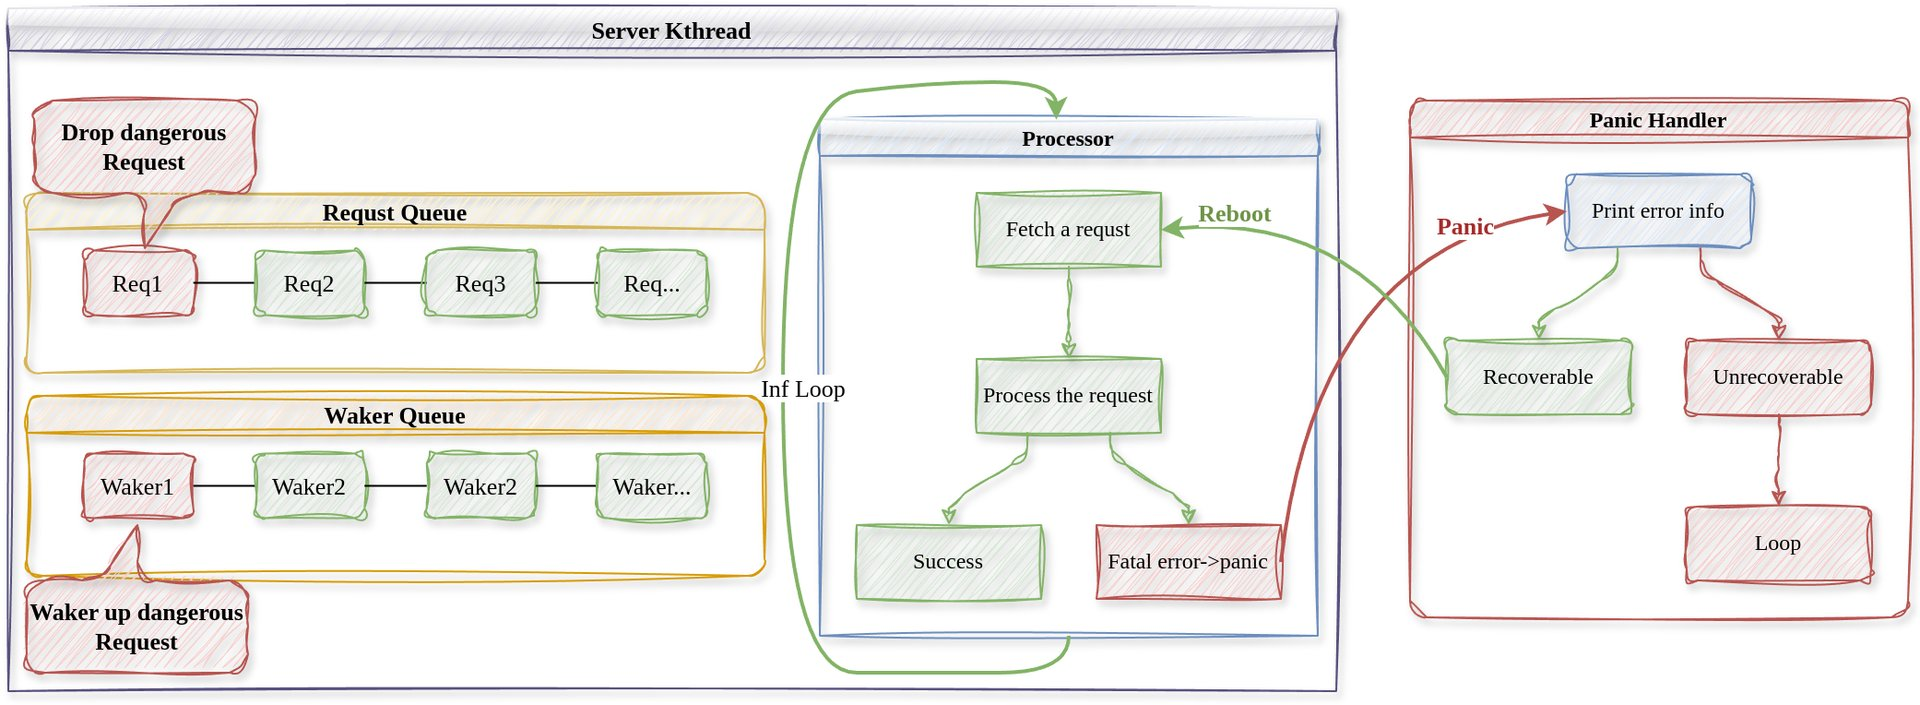 Server Kthread
Drop dangerous
Request
Requst Queue
Req1
Req2
Req3
Req...
Waker Queue
Waker1
Waker2
Waker2
Waker...
Waker up dangerous
Request
Inf Loop
Processor
Fetch a requst
Process the request
Success
Fatal error->panic
Reboot
Panic
Panic Handler
Print error info
Recoverable
Unrecoverable
Loop